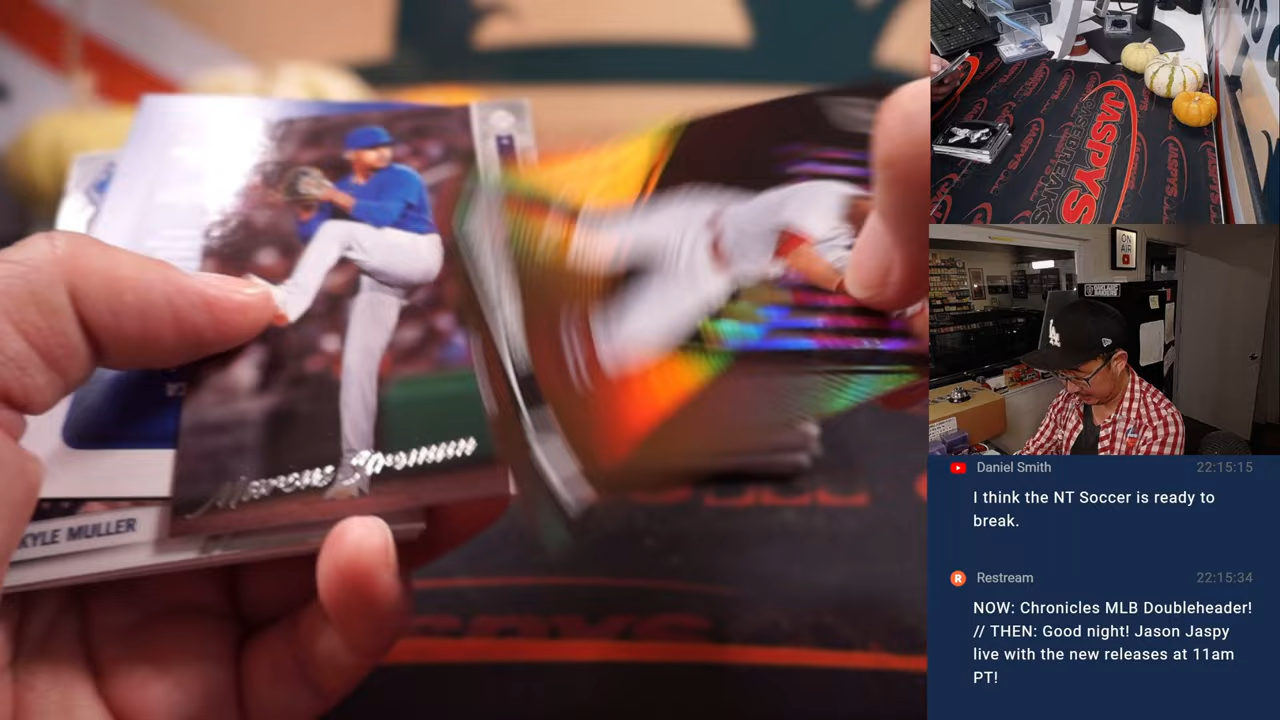 Marcus Stroman
KYLE MULLER
JASPYS
CASEBREAKS
ON
AIR
LA
Daniel Smith
22:15:15
I think the NT Soccer is ready to
break.
R
Restream
22:15:34
NOW: Chronicles MLB Doubleheader!
// THEN: Good night! Jason Jaspy
live with the new releases at 11am
PT!